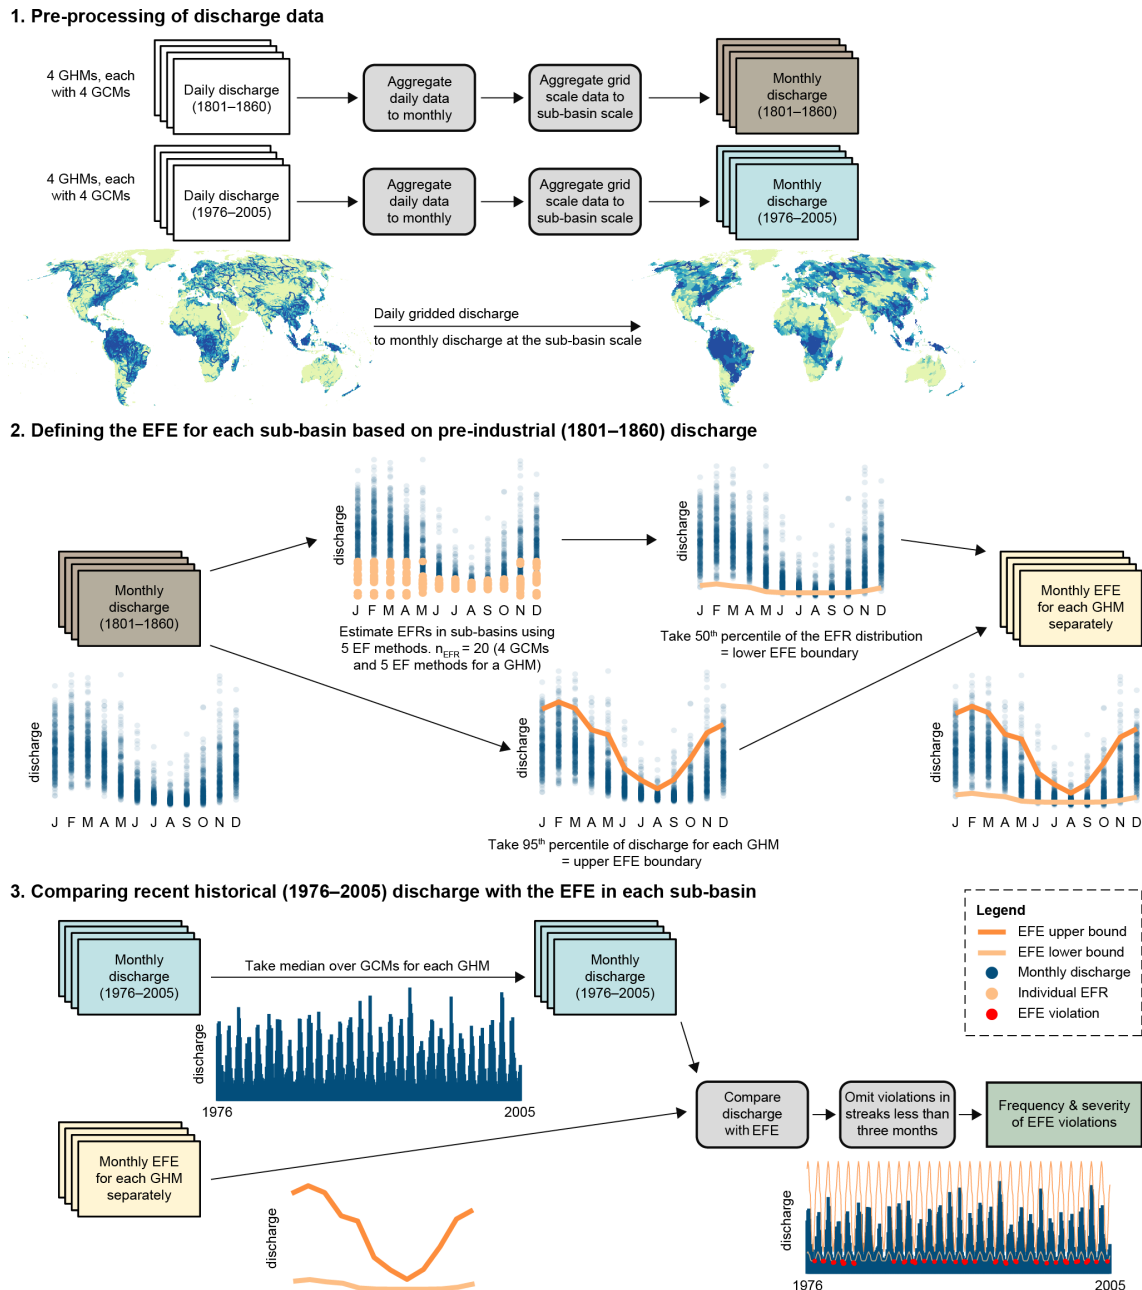 1. Pre-processing of discharge data
4 GHMs, each
with 4 GCMs
Daily discharge
(1801–1860)
Aggregate
daily data
to monthly
Aggregate grid
scale data to
sub-basin scale
Monthly
discharge
(1801–1860)
4 GHMs, each
with 4 GCMs
Daily discharge
(1976–2005)
Aggregate
daily data
to monthly
Aggregate grid
scale data to
sub-basin scale
Monthly
discharge
(1976–2005)
Daily gridded discharge
to monthly discharge at the sub-basin scale
2. Defining the EFE for each sub-basin based on pre-industrial (1801–1860) discharge
Monthly
discharge
(1801–1860)
discharge
J F M A M J J A S O N D
discharge
J F M A M J J A S O N D
Estimate EFRs in sub-basins using
5 EF methods. nEFR = 20 (4 GCMs
and 5 EF methods for a GHM)
discharge
J F M A M J J A S O N D
Take 50th percentile of the EFR distribution
= lower EFE boundary
discharge
J F M A M J J A S O N D
Take 95th percentile of discharge for each GHM
= upper EFE boundary
Monthly EFE
for each GHM
separately
discharge
J F M A M J J A S O N D
3. Comparing recent historical (1976–2005) discharge with the EFE in each sub-basin
Monthly
discharge
(1976–2005)
Take median over GCMs for each GHM
discharge
1976
2005
Monthly
discharge
(1976–2005)
Legend
EFE upper bound
EFE lower bound
Monthly discharge
Individual EFR
EFE violation
Monthly EFE
for each GHM
separately
discharge
Compare
discharge
with EFE
Omit violations in
streaks less than
three months
Frequency & severity
of EFE violations
discharge
1976
2005